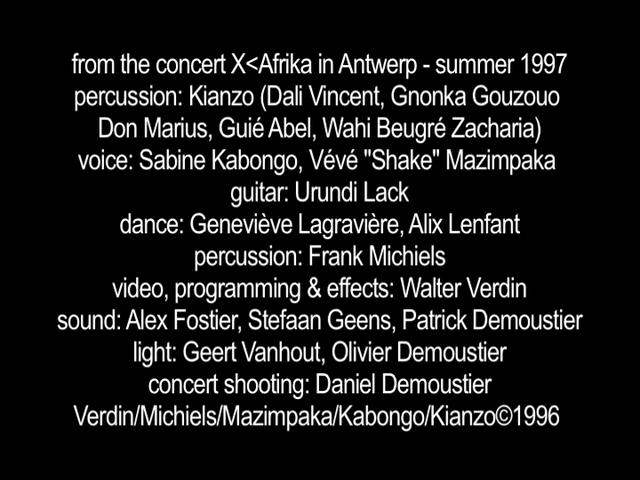 from the concert X<Afrika in Antwerp - summer 1997
percussion: Kianzo (Dali Vincent, Gnonka Gouzouo
Don Marius, Guié Abel, Wahi Beugré Zacharia)
voice: Sabine Kabongo, Vévé "Shake" Mazimpaka
guitar: Urundi Lack
dance: Geneviève Lagravière, Alix Lenfant
percussion: Frank Michiels
video, programming & effects: Walter Verdin
sound: Alex Fostier, Stefaan Geens, Patrick Demoustier
light: Geert Vanhout, Olivier Demoustier
concert shooting: Daniel Demoustier
Verdin/Michiels/Mazimpaka/Kabongo/Kianzo©1996